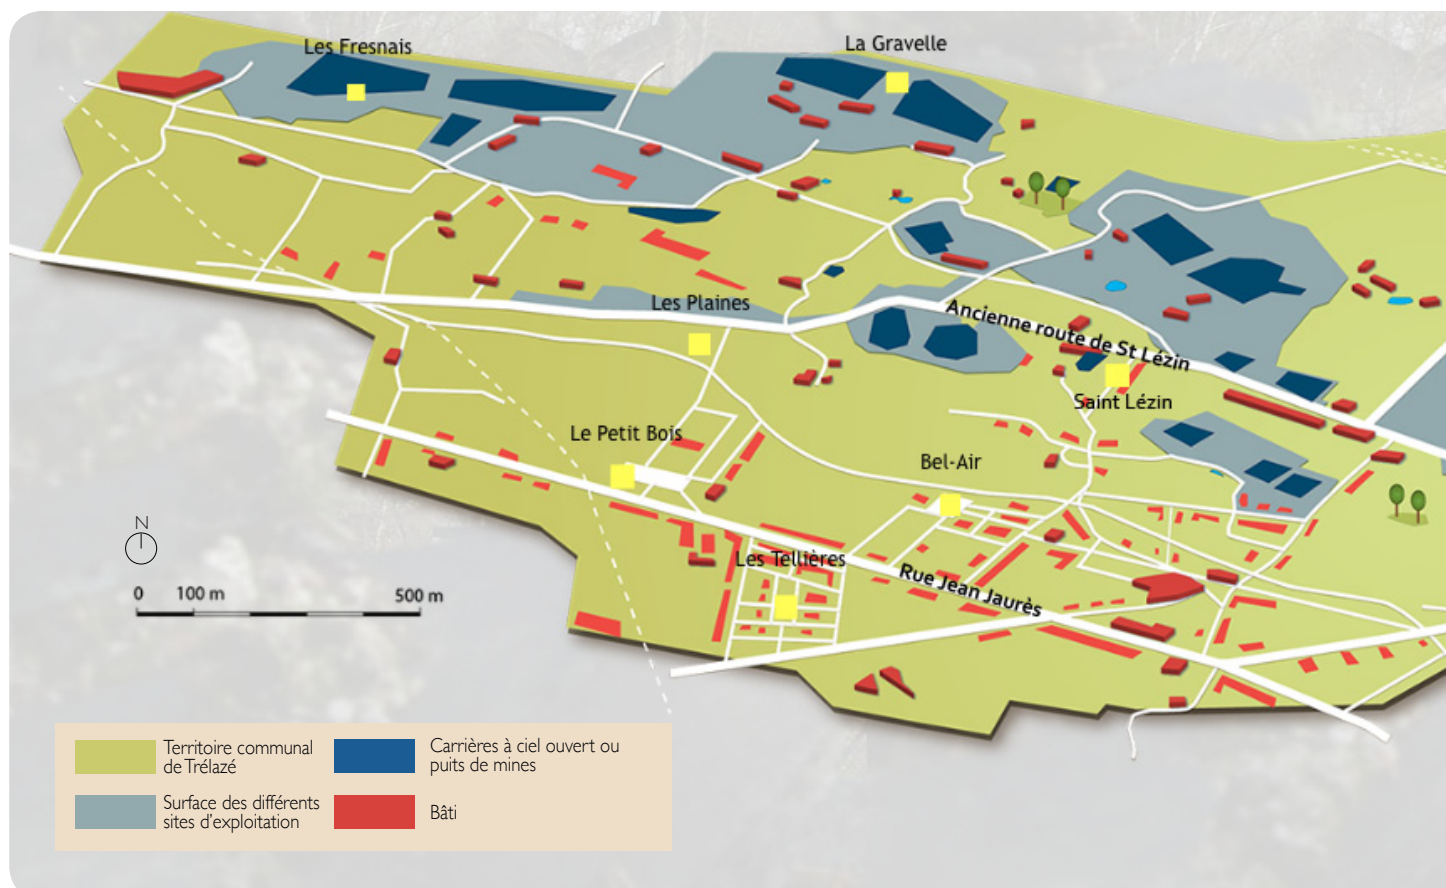 Les Fresnais
La Gravelle
Les Plaines
Ancienne route de St Lézin
Saint Lézin
Le Petit Bois
Bel-Air
Les Tellières
Rue Jean Jaurès
N
0 100 m 500 m
Territoire communal
de Trélazé
Carrières à ciel ouvert ou
puits de mines
Surface des différents
sites d'exploitation
Bâti